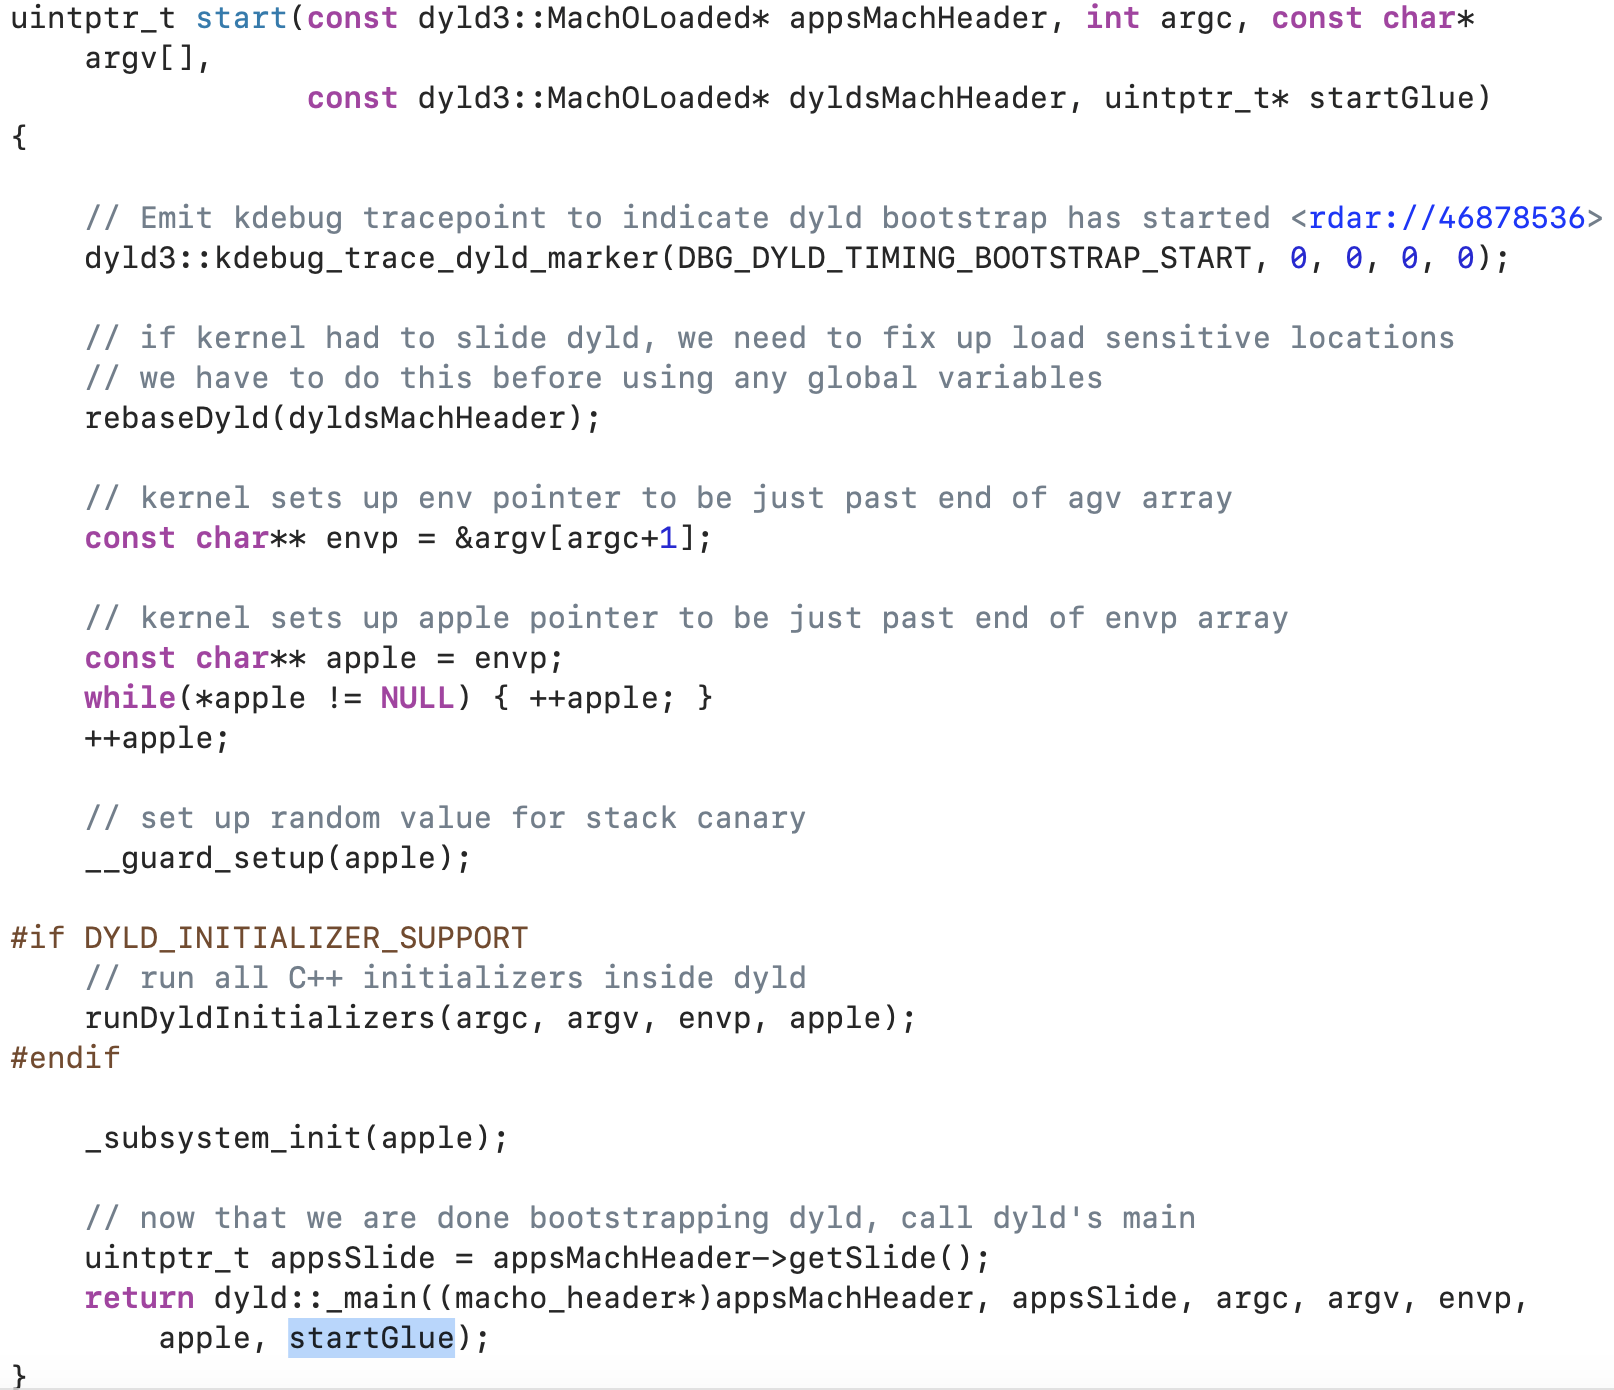 uintptr_t start(const dyld3::MachOLoaded* appsMachHeader, int argc, const char*
argv[],
const dyld3::MachOLoaded* dyldsMachHeader, uintptr_t* startGlue)
{
// Emit kdebug tracepoint to indicate dyld bootstrap has started <rdar://46878536>
dyld3::kdebug_trace_dyld_marker(DBG_DYLD_TIMING_BOOTSTRAP_START, 0, 0, 0, 0);
// if kernel had to slide dyld, we need to fix up load sensitive locations
// we have to do this before using any global variables
rebaseDyld(dyldsMachHeader);
// kernel sets up env pointer to be just past end of agv array
const char** envp = &argv[argc+1];
// kernel sets up apple pointer to be just past end of envp array
const char** apple = envp;
while(*apple != NULL) { ++apple; }
++apple;
// set up random value for stack canary
__guard_setup(apple);
#if DYLD_INITIALIZER_SUPPORT
// run all C++ initializers inside dyld
runDyldInitializers(argc, argv, envp, apple);
#endif
_subsystem_init(apple);
// now that we are done bootstrapping dyld, call dyld's main
uintptr_t appsSlide = appsMachHeader->getSlide();
return dyld::_main((macho_header*)appsMachHeader, appsSlide, argc, argv, envp,
apple, startGlue);
}